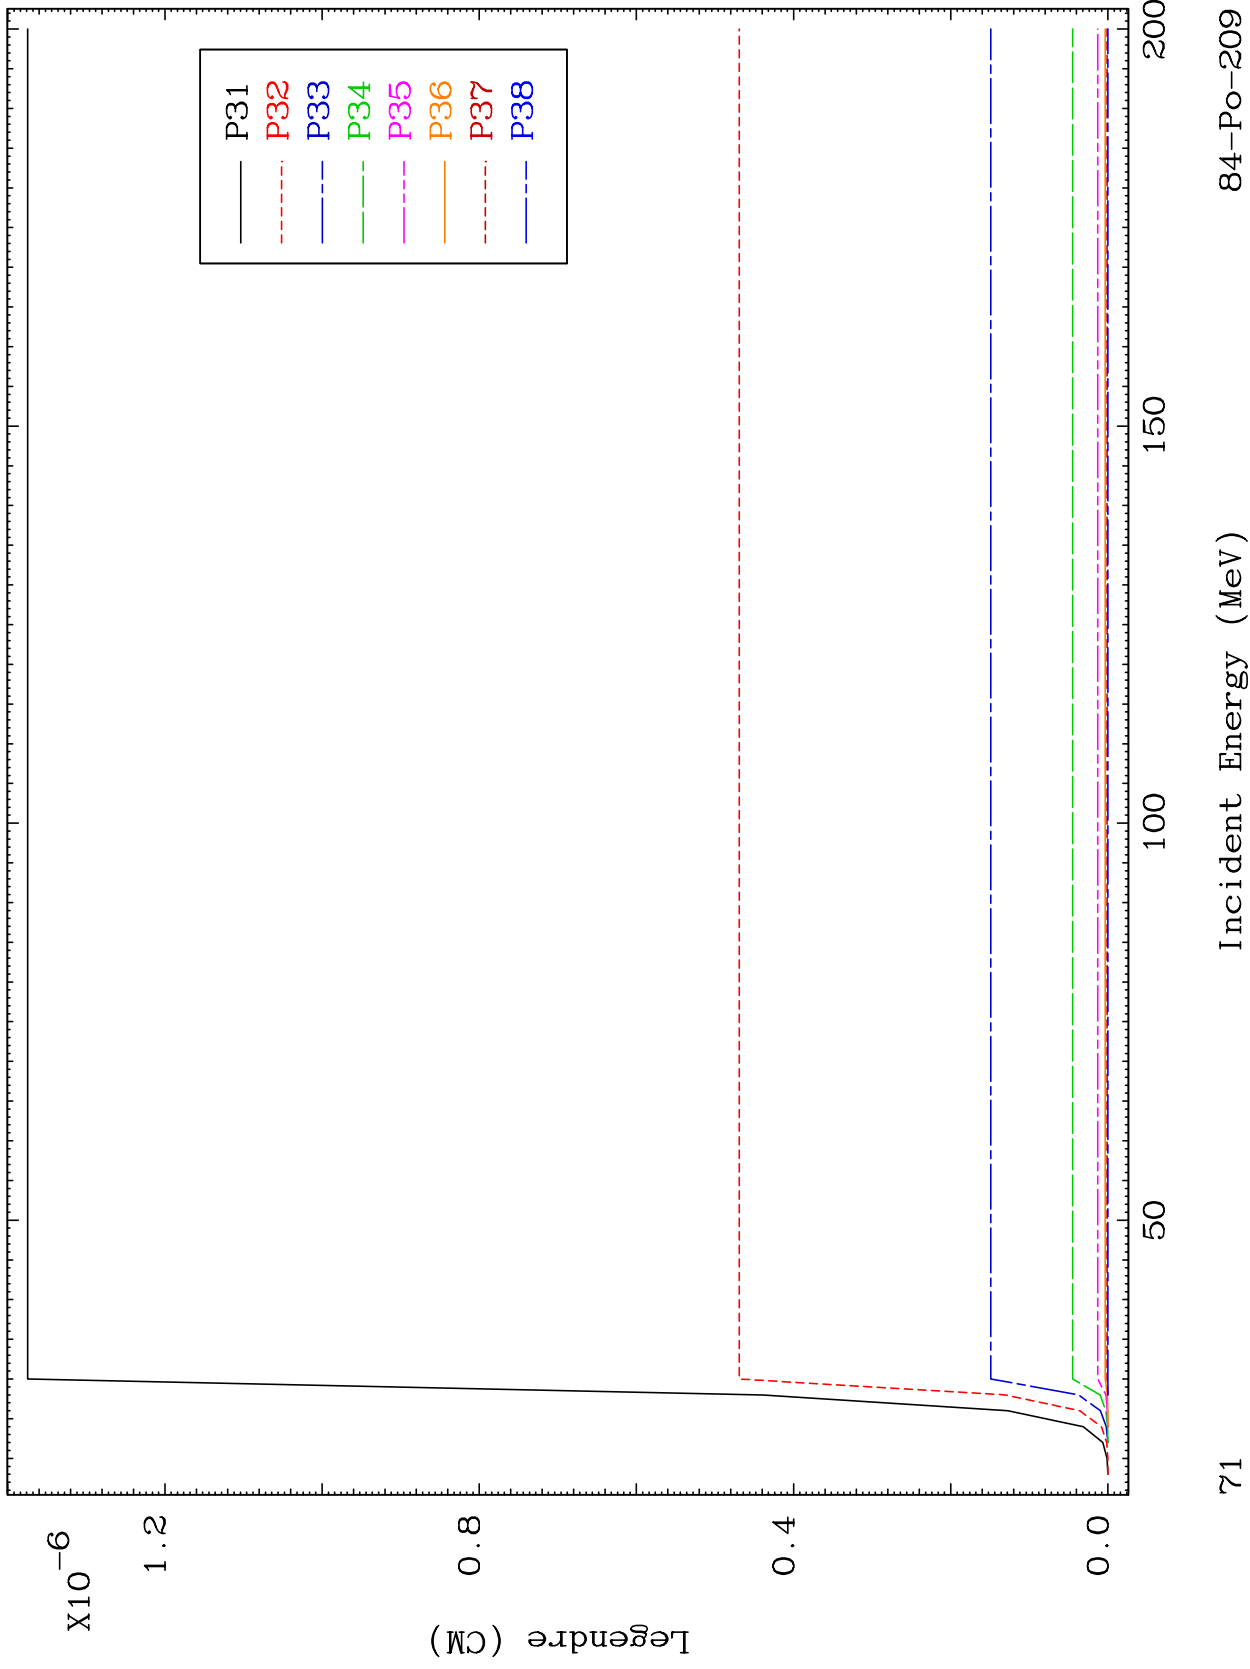 X10-6
1.2
0.8
0.4
0.0
Legendre (CM)
P31
P32
P33
P34
P35
P36
P37
P38
50
100
150
200
71
Incident Energy (MeV)
84-Po-209